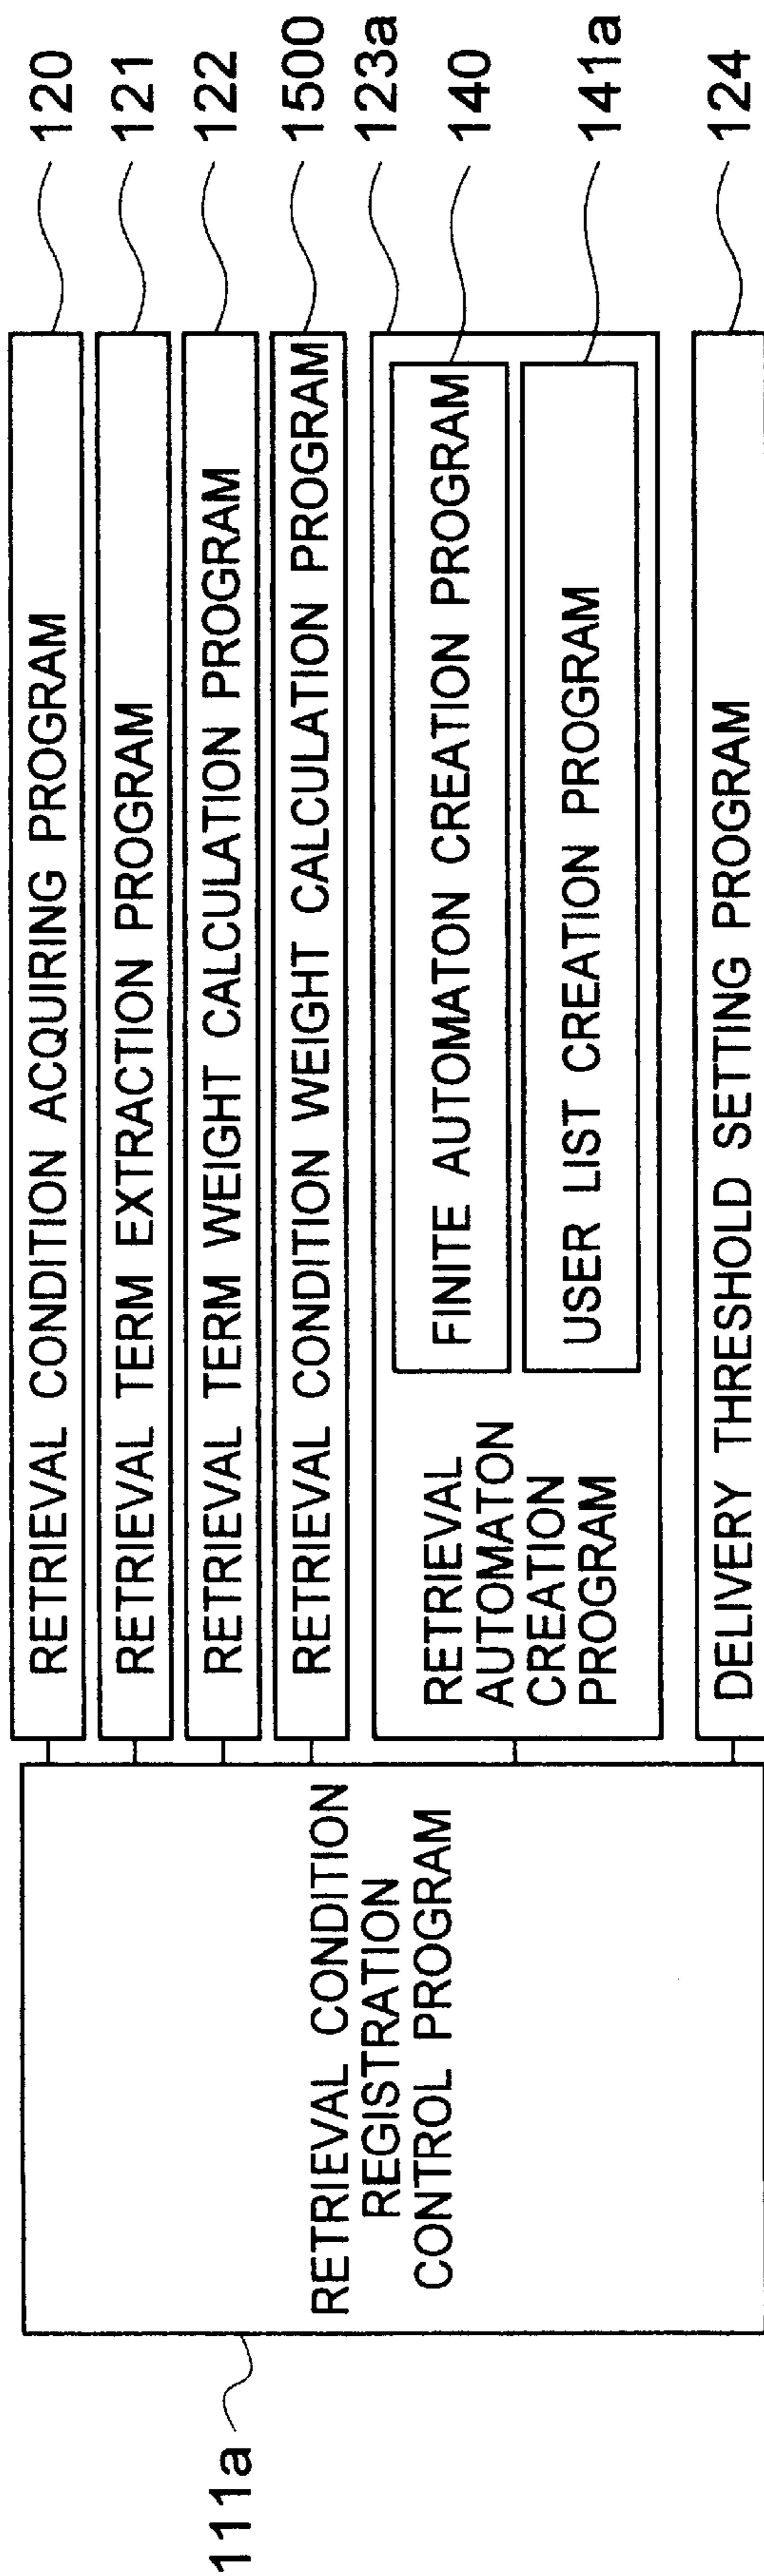 111a
RETRIEVAL CONDITION
REGISTRATION
CONTROL PROGRAM
RETRIEVAL CONDITION ACQUIRING PROGRAM
120
RETRIEVAL TERM EXTRACTION PROGRAM
121
RETRIEVAL TERM WEIGHT CALCULATION PROGRAM
122
RETRIEVAL CONDITION WEIGHT CALCULATION PROGRAM
1500
123a
RETRIEVAL
AUTOMATON
CREATION
PROGRAM
FINITE AUTOMATON CREATION PROGRAM
140
USER LIST CREATION PROGRAM
141a
DELIVERY THRESHOLD SETTING PROGRAM
124